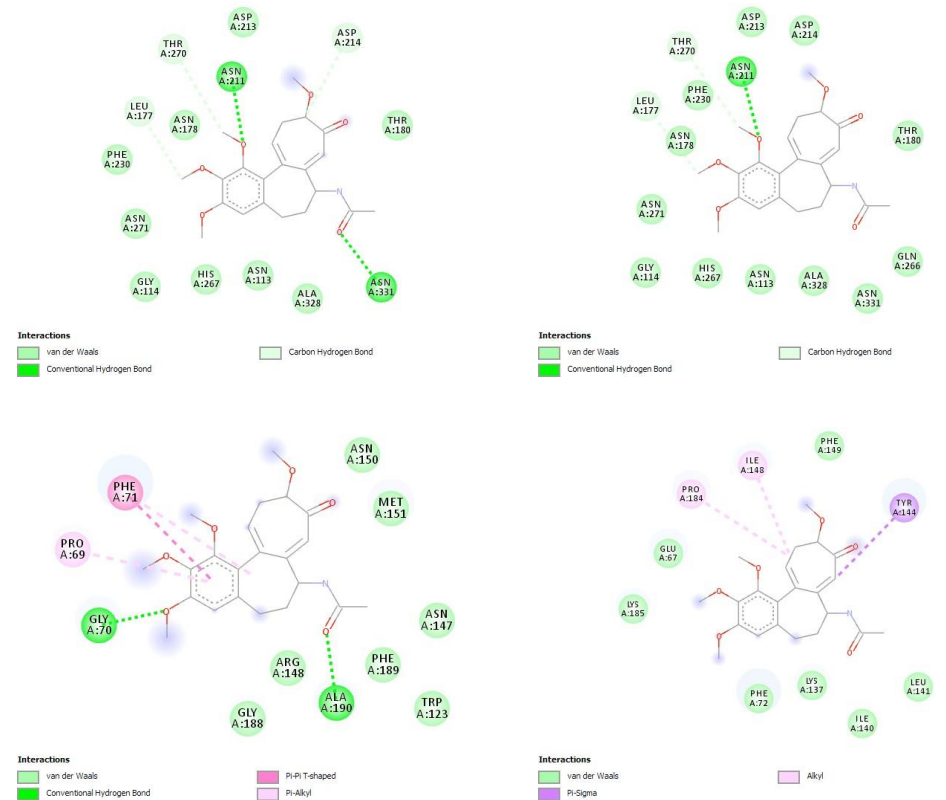 ASP
A:213
THR
A:270
ASP
A:214
ASN
A:211
LEU
A:177
ASN
A:178
THR
A:180
PHE
A:230
ASN
A:271
GLY
A:114
HIS
A:267
ASN
A:113
ALA
A:328
ASN
A:331
O
O
O
O
O
N
O
Interactions
van der Waals
Conventional Hydrogen Bond
Carbon Hydrogen Bond
ASP
A:213
ASP
A:214
THR
A:270
ASN
A:211
PHE
A:230
LEU
A:177
ASN
A:178
THR
A:180
ASN
A:271
GLY
A:114
HIS
A:267
ASN
A:113
ALA
A:328
GLN
A:266
ASN
A:331
O
O
O
O
O
N
O
Interactions
van der Waals
Conventional Hydrogen Bond
Carbon Hydrogen Bond
ASN
A:150
PHE
A:71
MET
A:151
PRO
A:69
GLY
A:70
ASN
A:147
ARG
A:148
PHE
A:189
ALA
A:190
TRP
A:123
GLY
A:188
O
O
O
O
O
N
O
Interactions
van der Waals
Conventional Hydrogen Bond
Pi-Pi T-shaped
Pi-Alkyl
PHE
A:149
ILE
A:148
PRO
A:184
TYR
A:144
GLU
A:67
LYS
A:185
PHE
A:72
LYS
A:137
LEU
A:141
ILE
A:140
O
O
O
O
O
N
O
Interactions
van der Waals
Pi-Sigma
Alkyl